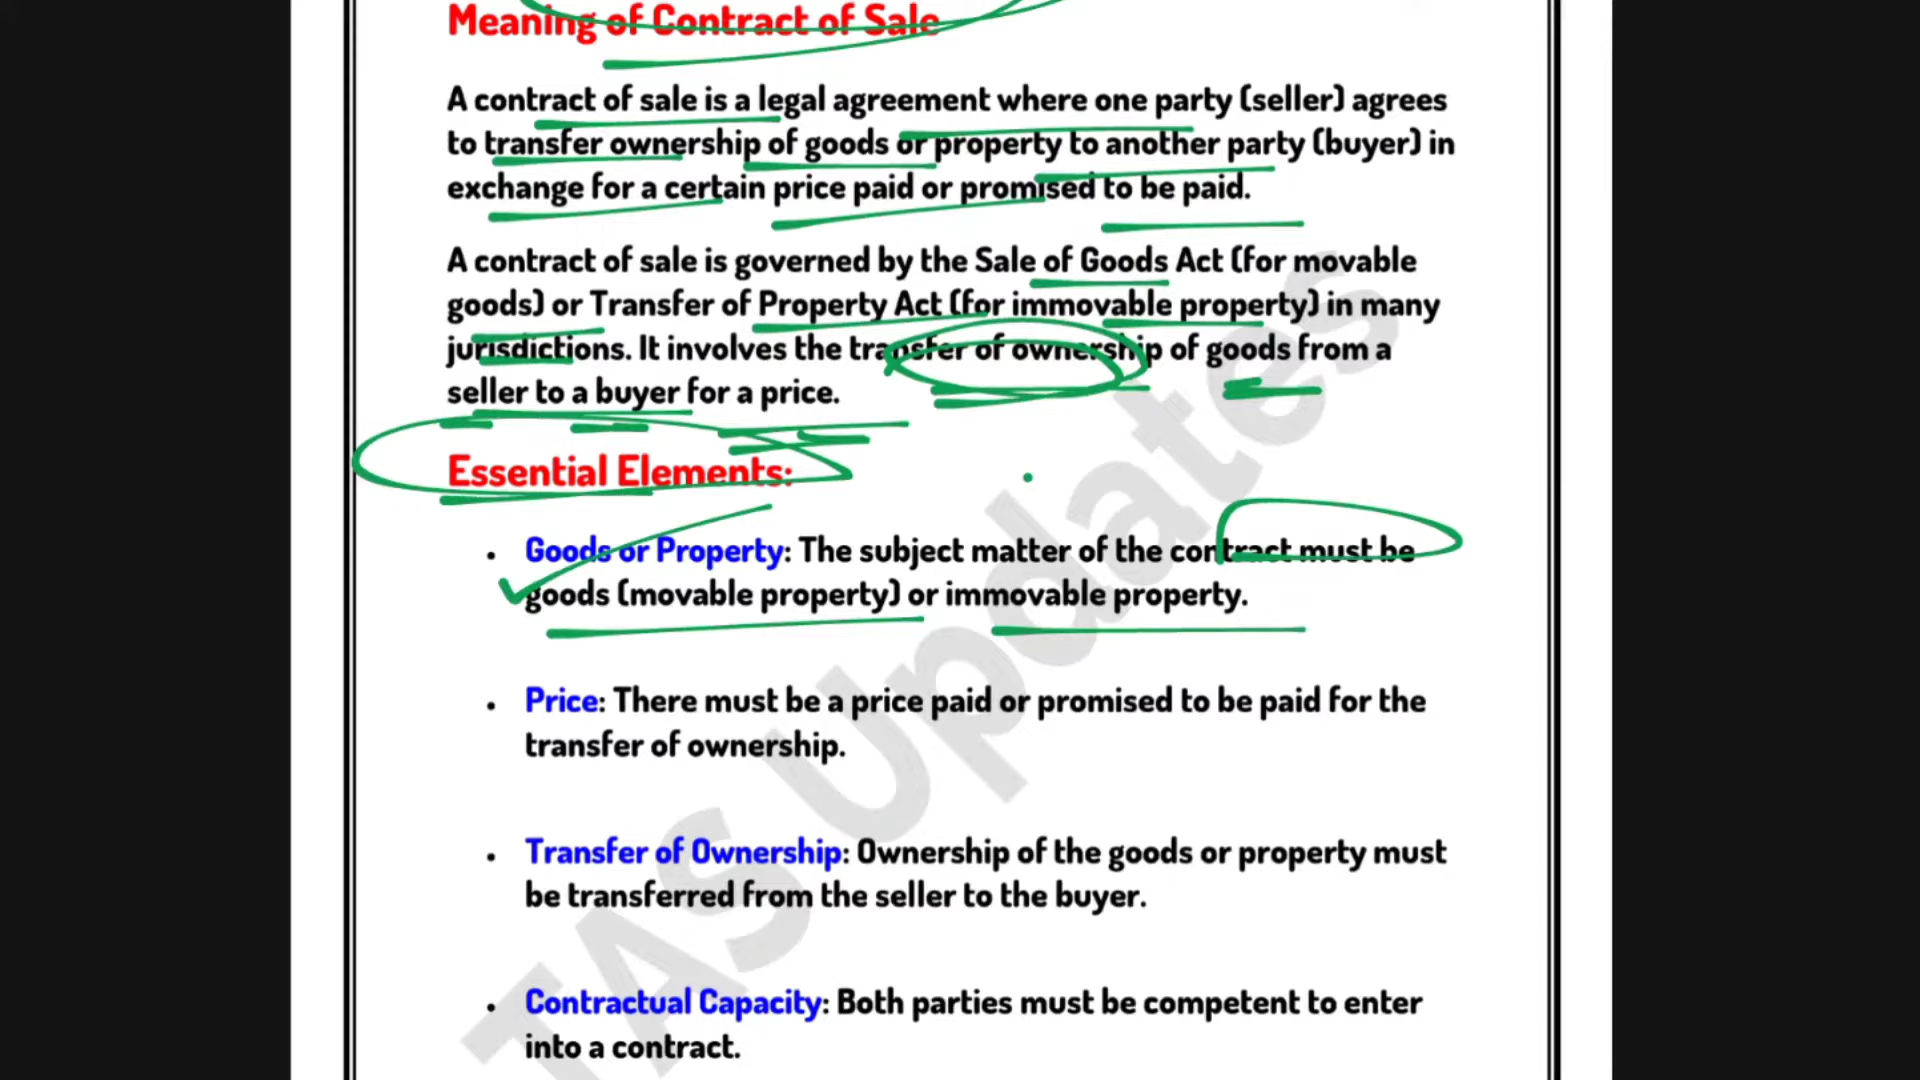 Meaning of Contract of Sale
A contract of sale is a legal agreement where one party (seller) agrees
to transfer ownership of goods or property to another party (buyer) in
exchange for a certain price paid or promised to be paid.
A contract of sale is governed by the Sale of Goods Act (for movable
goods) or Transfer of Property Act (for immovable property) in many
jurisdictions. It involves the transfer of ownership of goods from a
seller to a buyer for a price.
Essential Elements:
• Goods or Property: The subject matter of the contract must be
goods (movable property) or immovable property.
• Price: There must be a price paid or promised to be paid for the
transfer of ownership.
• Transfer of Ownership: Ownership of the goods or property must
be transferred from the seller to the buyer.
• Contractual Capacity: Both parties must be competent to enter
into a contract.
TAS Updates